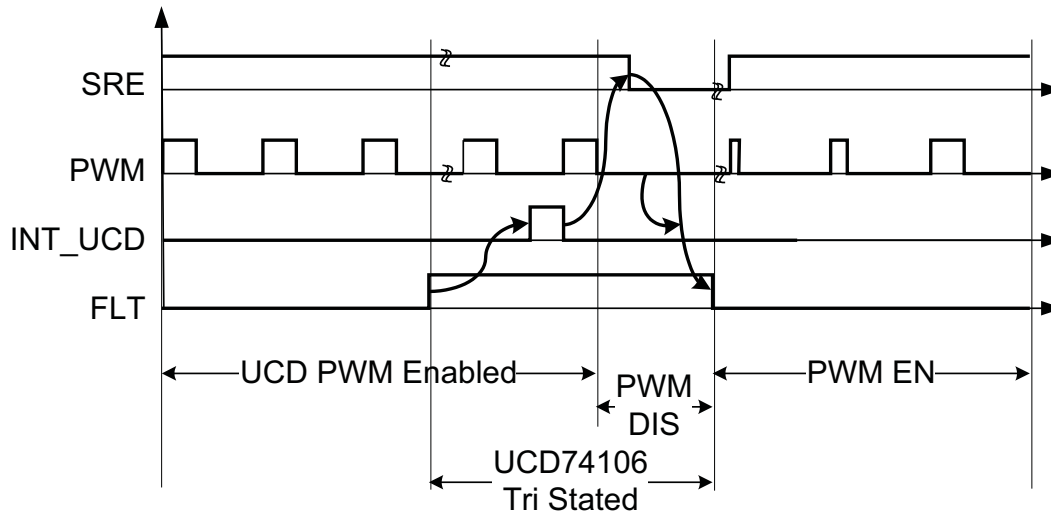 SRE
PWM
INT_UCD
FLT
UCD PWM Enabled
PWM
DIS
PWM EN
UCD74106
Tri Stated